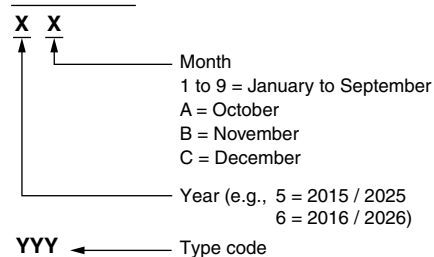 X X
Month
1 to 9 = January to September
A = October
B = November
C = December
Year (e.g., 5 = 2015 / 2025
6 = 2016 / 2026)
YYY
Type code